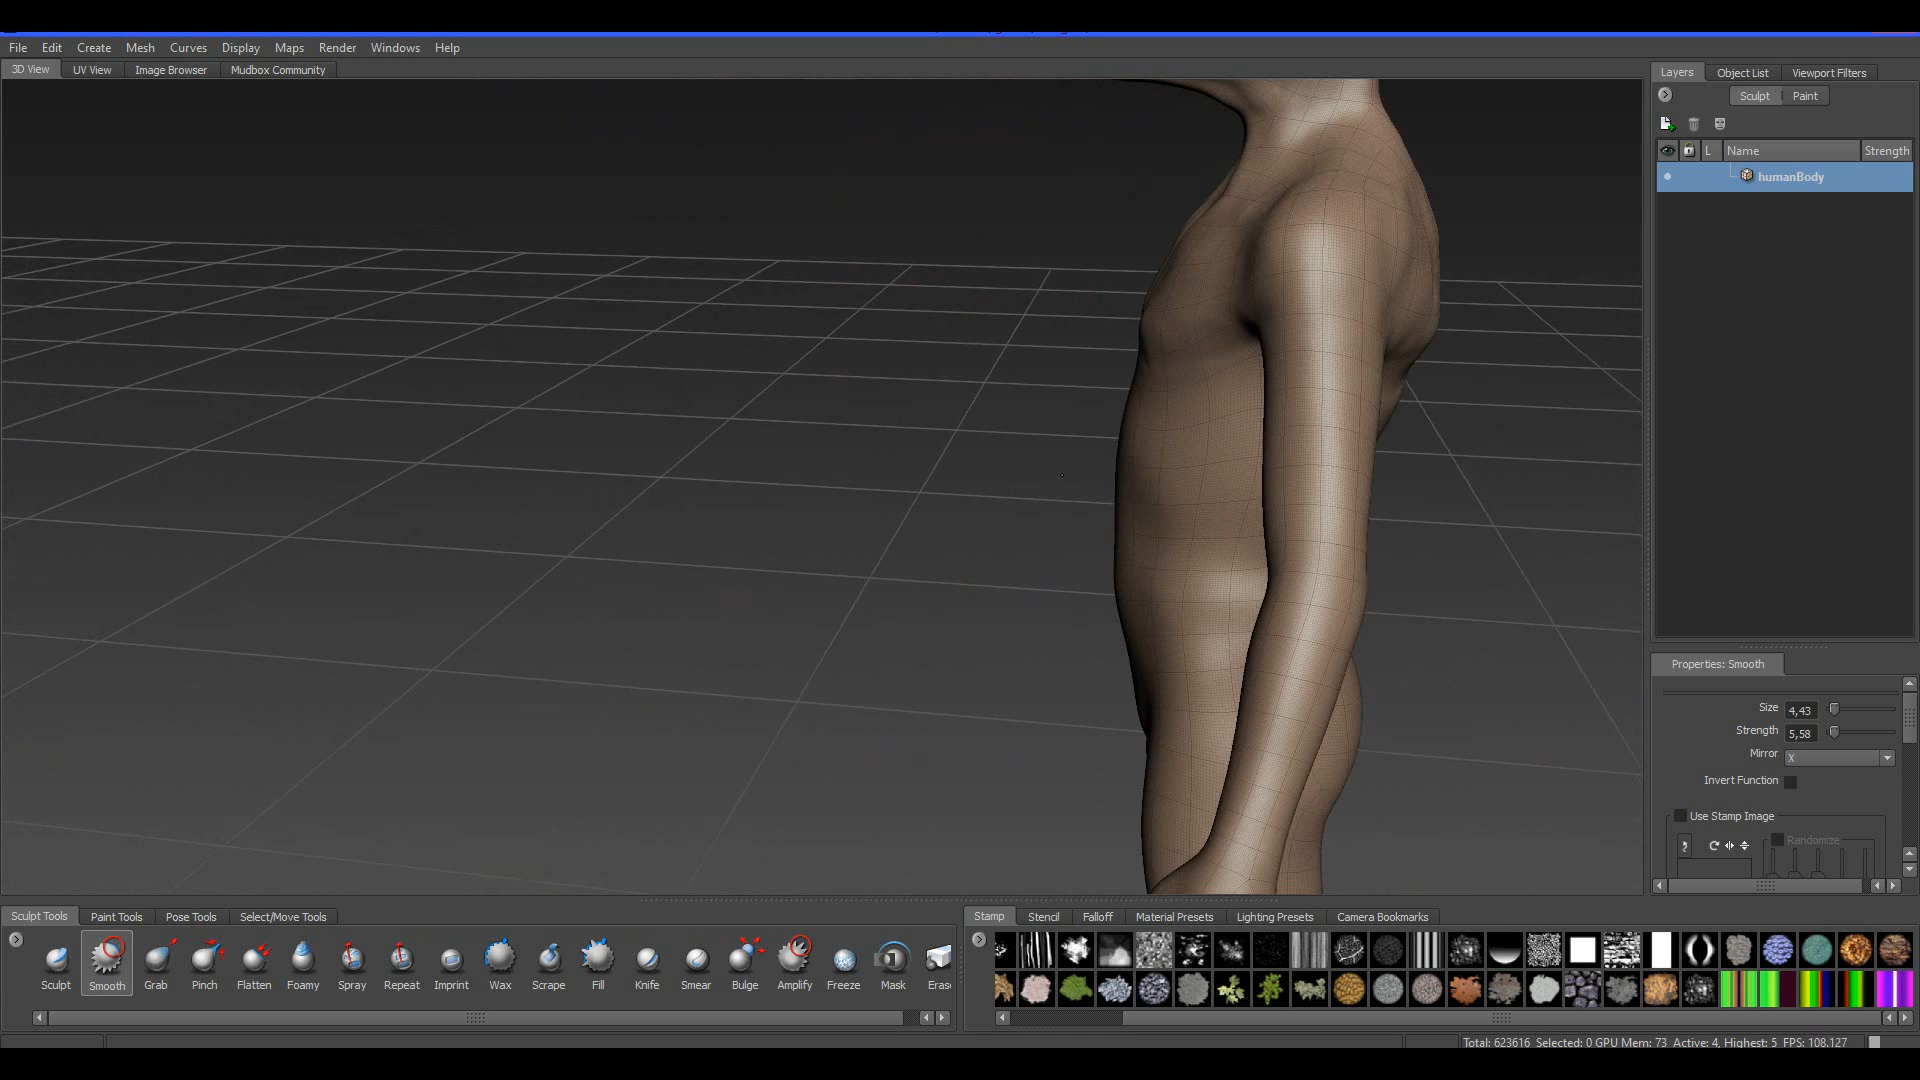 File Edit Create Mesh Curves Display Maps Render Windows Help
3D View UV View Image Browser Mudbox Community
Layers Object List Viewport Filters
Sculpt Paint
L Name Strength
humanBody
Properties: Smooth
Size 4,43
Strength 5,58
Mirror X
Invert Function
Use Stamp Image
Randomize
Sculpt Tools Paint Tools Pose Tools Select/Move Tools
Sculpt Smooth Grab Pinch Flatten Foamy Spray Repeat Imprint Wax Scrape Fill Knife Smear Bulge Amplify Freeze Mask Eras
Stamp Stencil Falloff Material Presets Lighting Presets Camera Bookmarks
Total: 623616 Selected: 0 GPU Mem: 73 Active: 4, Highest: 5 FPS: 108.127